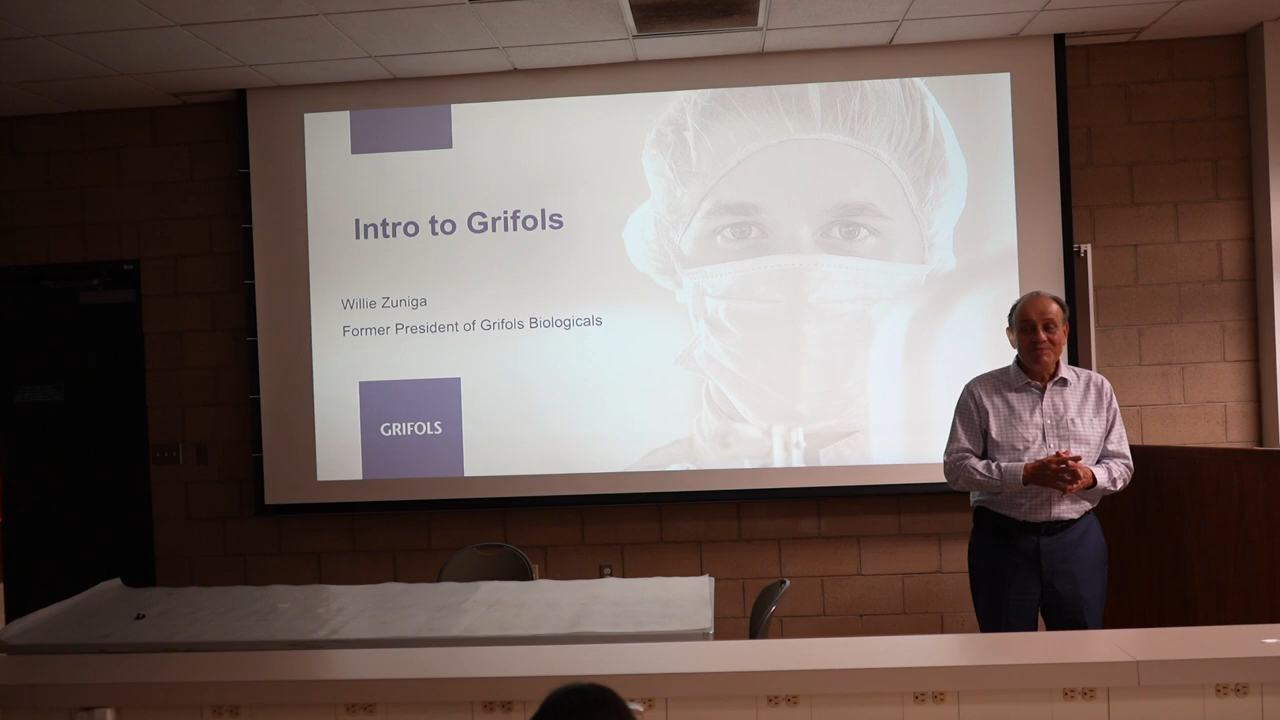 Intro to Grifols
Willie Zuniga
Former President of Grifols Biologicals
GRIFOLS